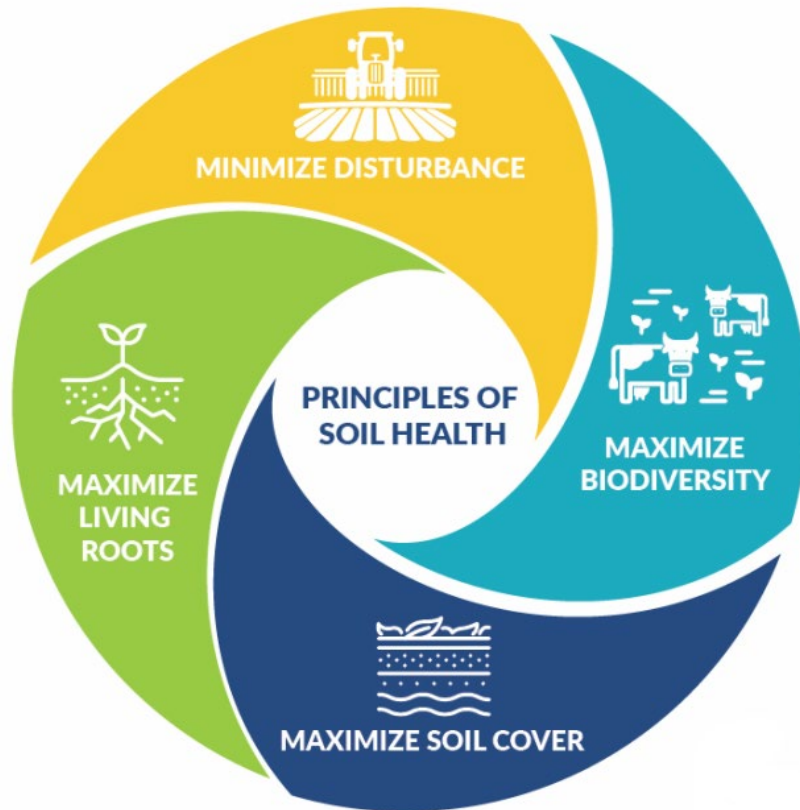 MINIMIZE DISTURBANCE
MAXIMIZE
BIODIVERSITY
PRINCIPLES OF
SOIL HEALTH
MAXIMIZE
LIVING
ROOTS
MAXIMIZE SOIL COVER